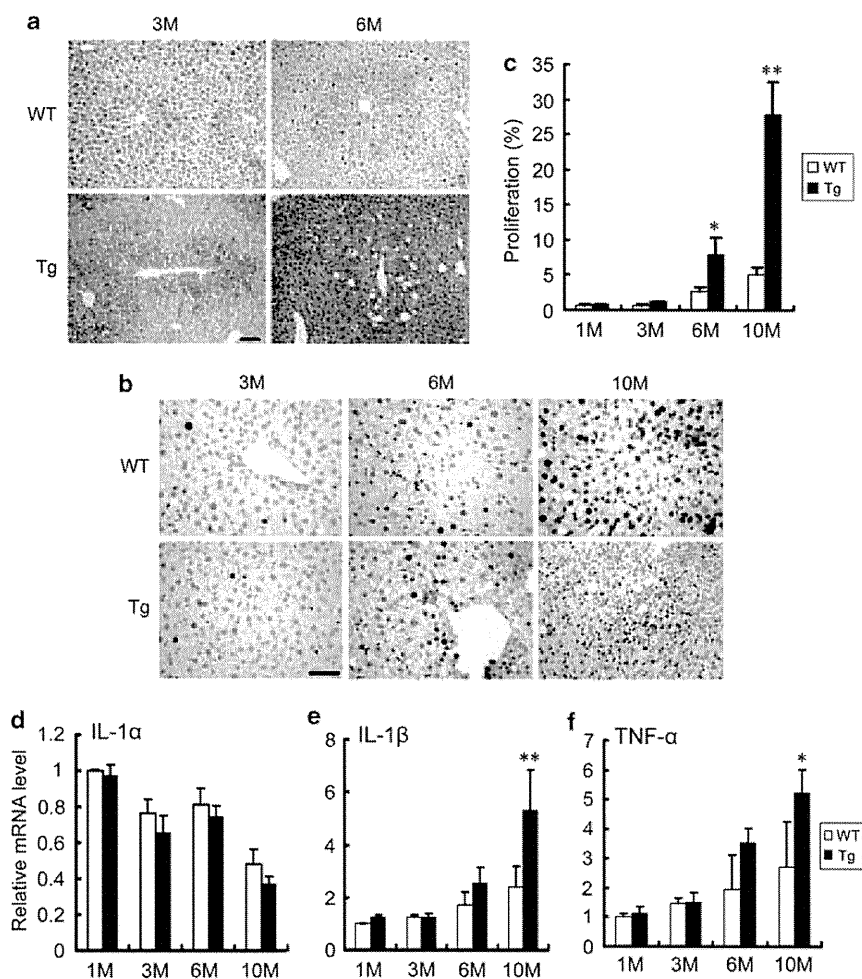 a
3M 6M
WT
Tg
c
Proliferation (%)
35
30
25
20
15
10
5
0
* **
1M 3M 6M 10M
WT
Tg
b
3M 6M 10M
WT
Tg
d IL-1α
Relative mRNA level
1.2
1
0.8
0.6
0.4
0.2
0
1M 3M 6M 10M
e IL-1β
8
6
4
2
0
**
1M 3M 6M 10M
f TNF-α
7
6
5
4
3
2
1
0
*
1M 3M 6M 10M
WT
Tg